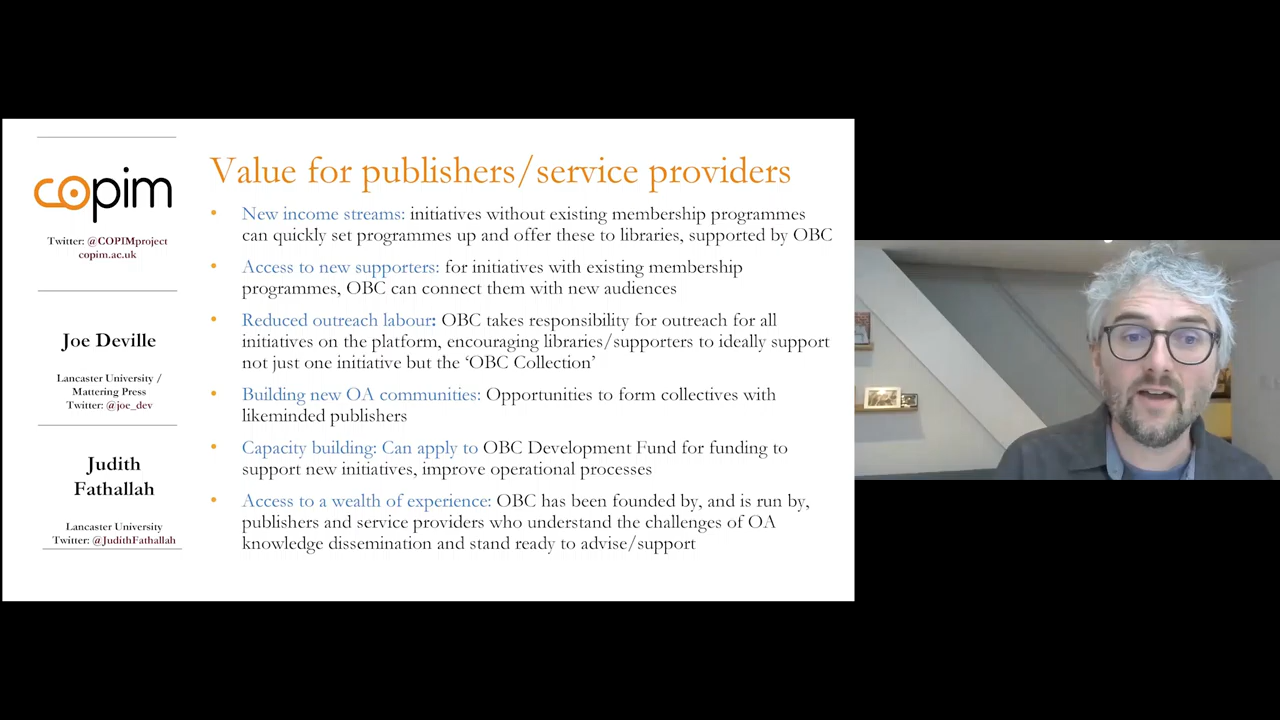 copim
Twitter: @COPIMproject
copim.ac.uk
Joe Deville
Lancaster University /
Mattering Press
Twitter: @joe_dev
Judith
Fathallah
Lancaster University
Twitter: @JudithFathallah
Value for publishers/service providers
• New income streams: initiatives without existing membership programmes
can quickly set programmes up and offer these to libraries, supported by OBC
• Access to new supporters: for initiatives with existing membership
programmes, OBC can connect them with new audiences
• Reduced outreach labour: OBC takes responsibility for outreach for all
initiatives on the platform, encouraging libraries/supporters to ideally support
not just one initiative but the ‘OBC Collection’
• Building new OA communities: Opportunities to form collectives with
likeminded publishers
• Capacity building: Can apply to OBC Development Fund for funding to
support new initiatives, improve operational processes
• Access to a wealth of experience: OBC has been founded by, and is run by,
publishers and service providers who understand the challenges of OA
knowledge dissemination and stand ready to advise/support